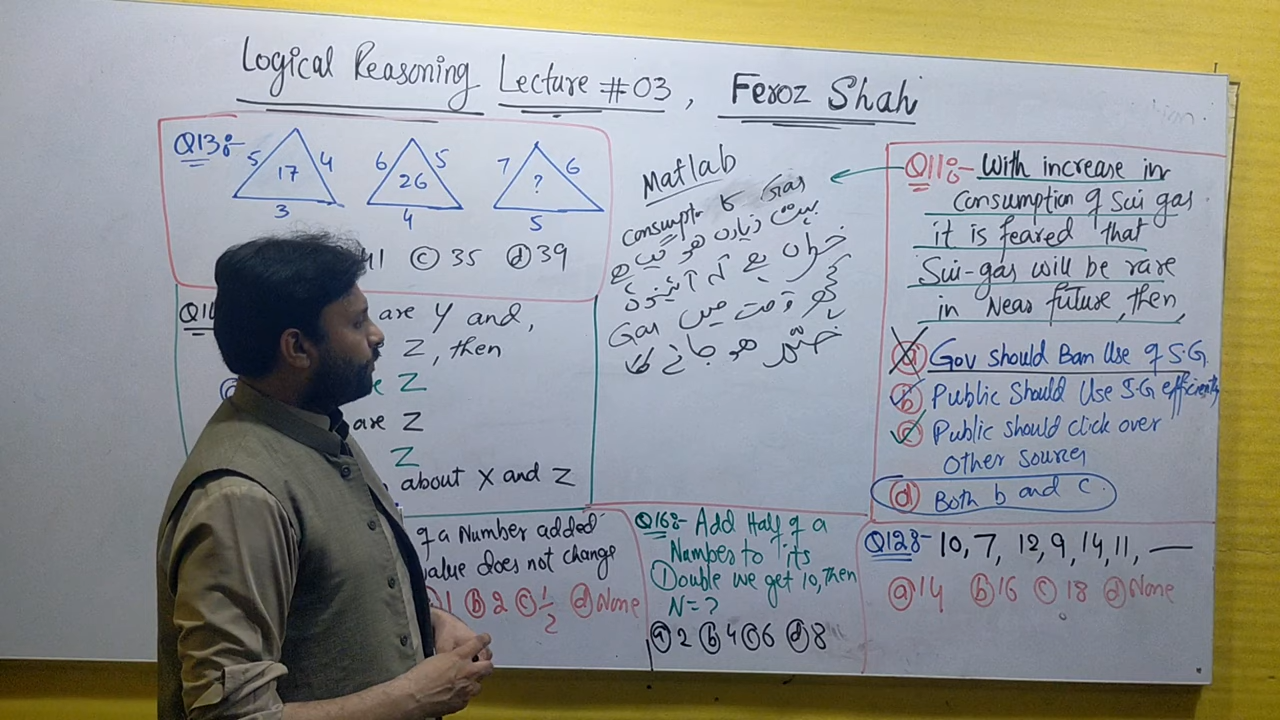 Logical Reasoning Lecture #03, Feroz Shah
Q13:-
5 17 4
3
6 26 5
4
7 ? 6
5
41 Ⓒ 35 ⓓ 39
are Y and,
Z, then
Z
are Z
Z
about X and Z
of a Number added
value does not change
1 ⓑ 2 ⓒ 1/2 ⓓ None
Matlab
consumptn کا Gas
بہت زیادہ ہو گیا ہے
Gas وقت میں
ختم ہو جائے گا
Q11:- With increase in
Consumption of Sui gas
it is feared that
Sui-gas will be rare
in Near future, then,
ⓐ Gov should Ban Use of S.G.
ⓑ Public Should Use S.G efficiently
ⓒ Public should click over
Other sources
ⓓ Both b and c.
Q16:- Add Half of a
Number to its
Double we get 10, then
N = ?
ⓐ 2 ⓑ 4 ⓒ 6 ⓓ 8
Q12:- 10, 7, 12, 9, 14, 11, —
ⓐ 14 ⓑ 16 ⓒ 18 ⓓ None